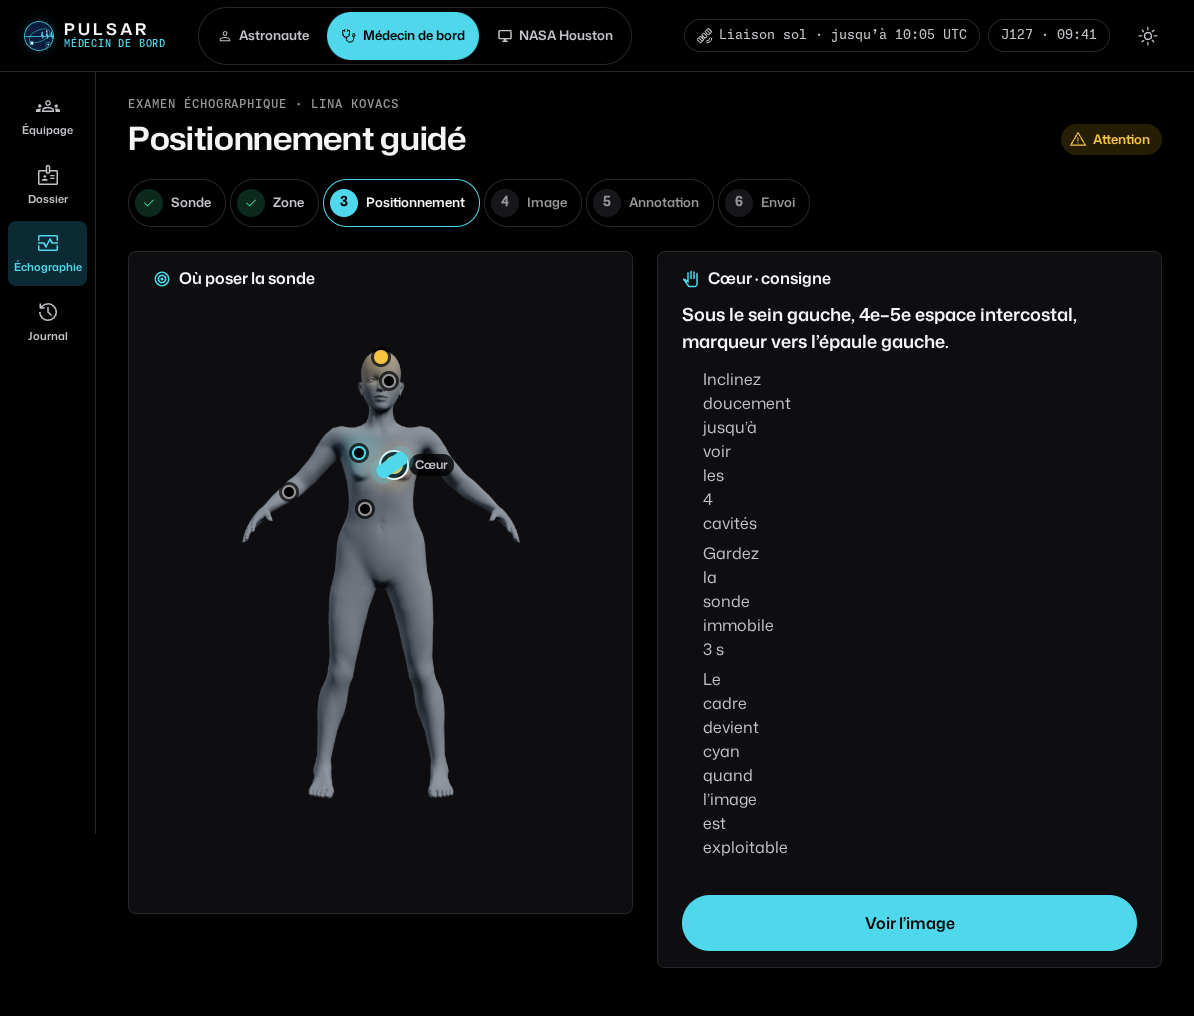 PULSAR
MÉDECIN DE BORD
Astronaute
Médecin de bord
NASA Houston
Liaison sol · jusqu’à 10:05 UTC
J127 · 09:41
Équipage
Dossier
Échographie
Journal
EXAMEN ÉCHOGRAPHIQUE · LINA KOVACS
Positionnement guidé
Attention
Sonde
Zone
3 Positionnement
4 Image
5 Annotation
6 Envoi
Où poser la sonde
Cœur
Cœur · consigne
Sous le sein gauche, 4e–5e espace intercostal,
marqueur vers l’épaule gauche.
Inclinez
doucement
jusqu’à
voir
les
4
cavités
Gardez
la
sonde
immobile
3 s
Le
cadre
devient
cyan
quand
l’image
est
exploitable
Voir l’image